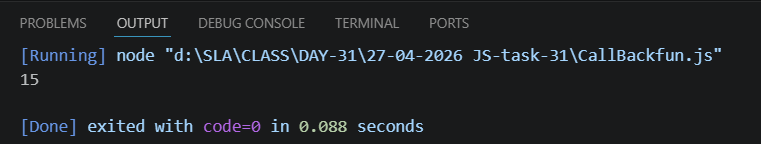 PROBLEMS OUTPUT DEBUG CONSOLE TERMINAL PORTS
[Running] node "d:\SLA\CLASS\DAY-31\27-04-2026 JS-task-31\CallBackfun.js"
15
[Done] exited with code=0 in 0.088 seconds